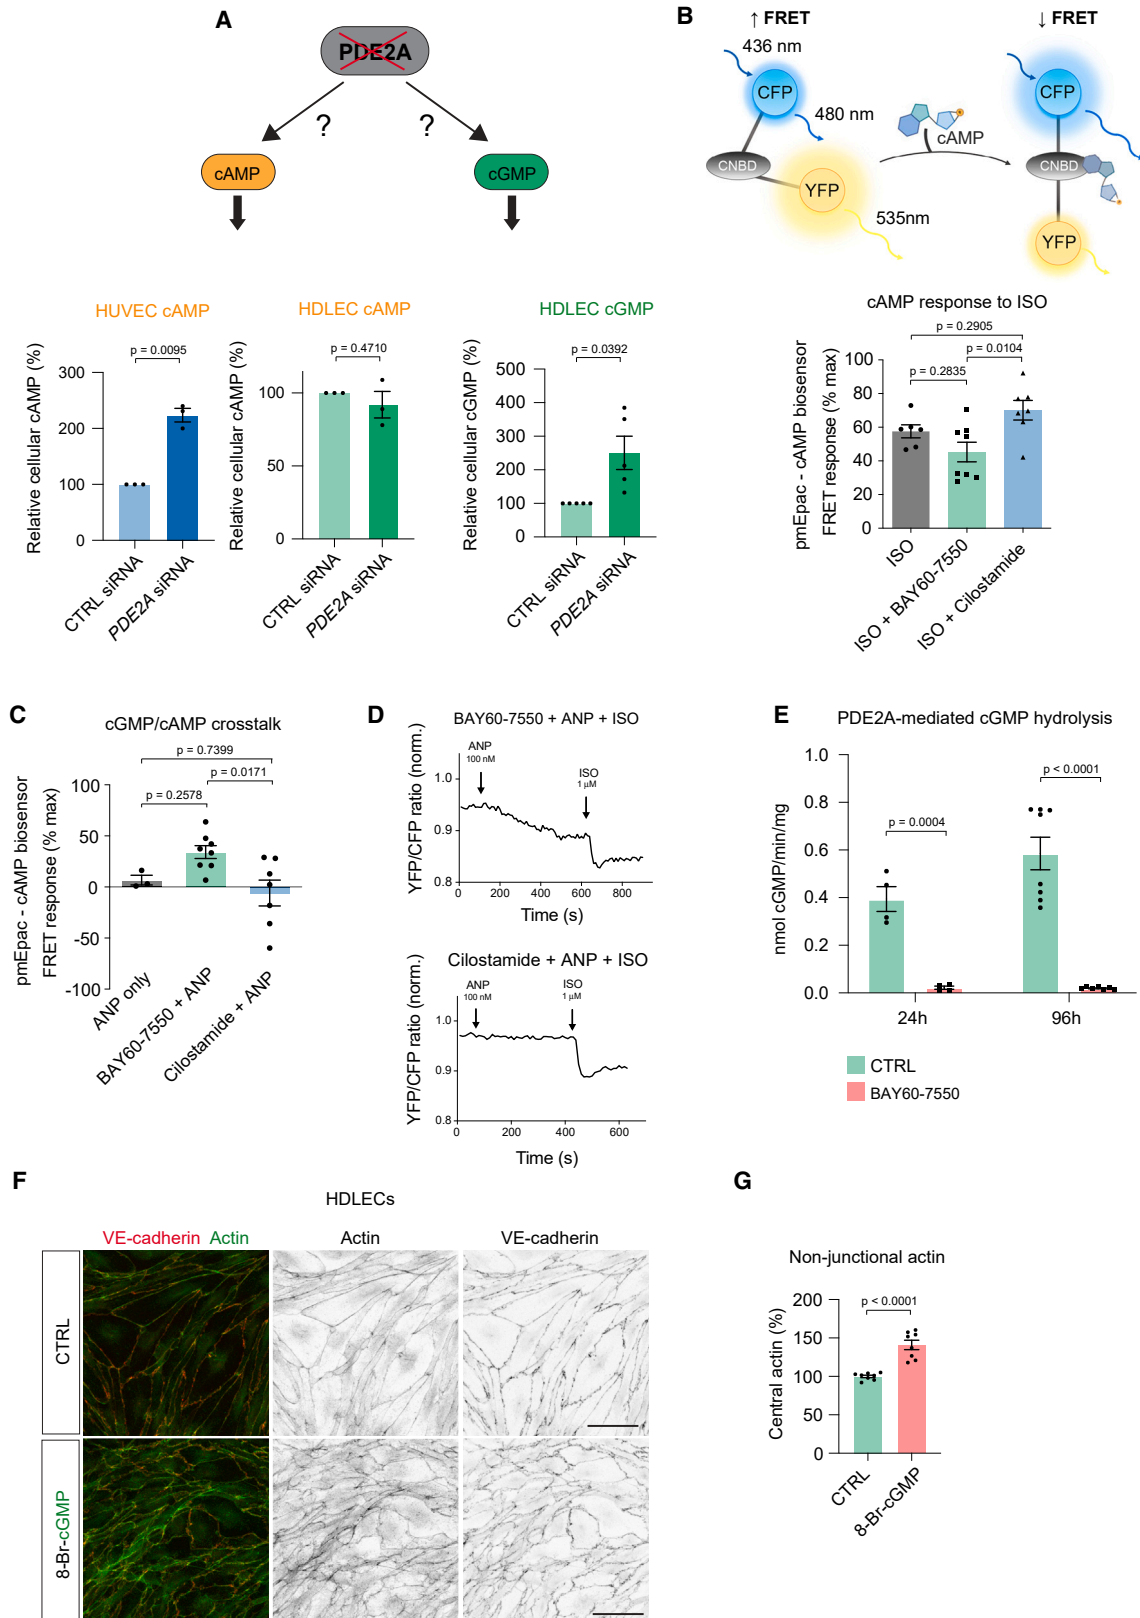 A
PDE2A
?
?
cAMP
cGMP
HUVEC cAMP
Relative cellular cAMP (%)
p = 0.0095
300
200
100
0
CTRL siRNA
PDE2A siRNA
HDLEC cAMP
Relative cellular cAMP (%)
p = 0.4710
100
50
0
CTRL siRNA
PDE2A siRNA
HDLEC cGMP
Relative cellular cGMP (%)
p = 0.0392
500
400
300
200
100
0
CTRL siRNA
PDE2A siRNA
B
↑ FRET
↓ FRET
436 nm
CFP
480 nm
CNBD
YFP
535nm
cAMP
CFP
CNBD
YFP
cAMP response to ISO
pmEpac - cAMP biosensor
FRET response (% max)
p = 0.2905
p = 0.0104
p = 0.2835
100
80
60
40
20
0
ISO
ISO + BAY60-7550
ISO + Cilostamide
C
cGMP/cAMP crosstalk
pmEpac - cAMP biosensor
FRET response (% max)
p = 0.7399
p = 0.0171
p = 0.2578
100
50
0
-50
-100
ANP only
BAY60-7550 + ANP
Cilostamide + ANP
D
BAY60-7550 + ANP + ISO
YFP/CFP ratio (norm.)
ANP
100 nM
ISO
1 μM
1.0
0.9
0.8
0 200 400 600 800
Time (s)
Cilostamide + ANP + ISO
YFP/CFP ratio (norm.)
ANP
100 nM
ISO
1 μM
1.0
0.9
0.8
0 200 400 600
Time (s)
E
PDE2A-mediated cGMP hydrolysis
nmol cGMP/min/mg
p < 0.0001
p = 0.0004
1.0
0.8
0.6
0.4
0.2
0.0
24h 96h
CTRL
BAY60-7550
F
HDLECs
VE-cadherin Actin
Actin
VE-cadherin
CTRL
8-Br-cGMP
G
Non-junctional actin
Central actin (%)
p < 0.0001
200
150
100
50
0
CTRL
8-Br-cGMP